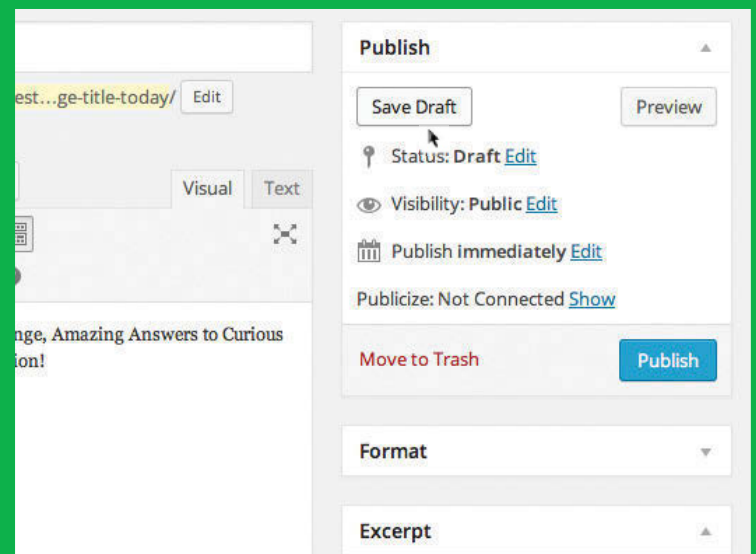 est...ge-title-today/ Edit
Visual Text
nge, Amazing Answers to Curious
ion!
Publish
Save Draft Preview
Status: Draft Edit
Visibility: Public Edit
Publish immediately Edit
Publicize: Not Connected Show
Move to Trash Publish
Format
Excerpt